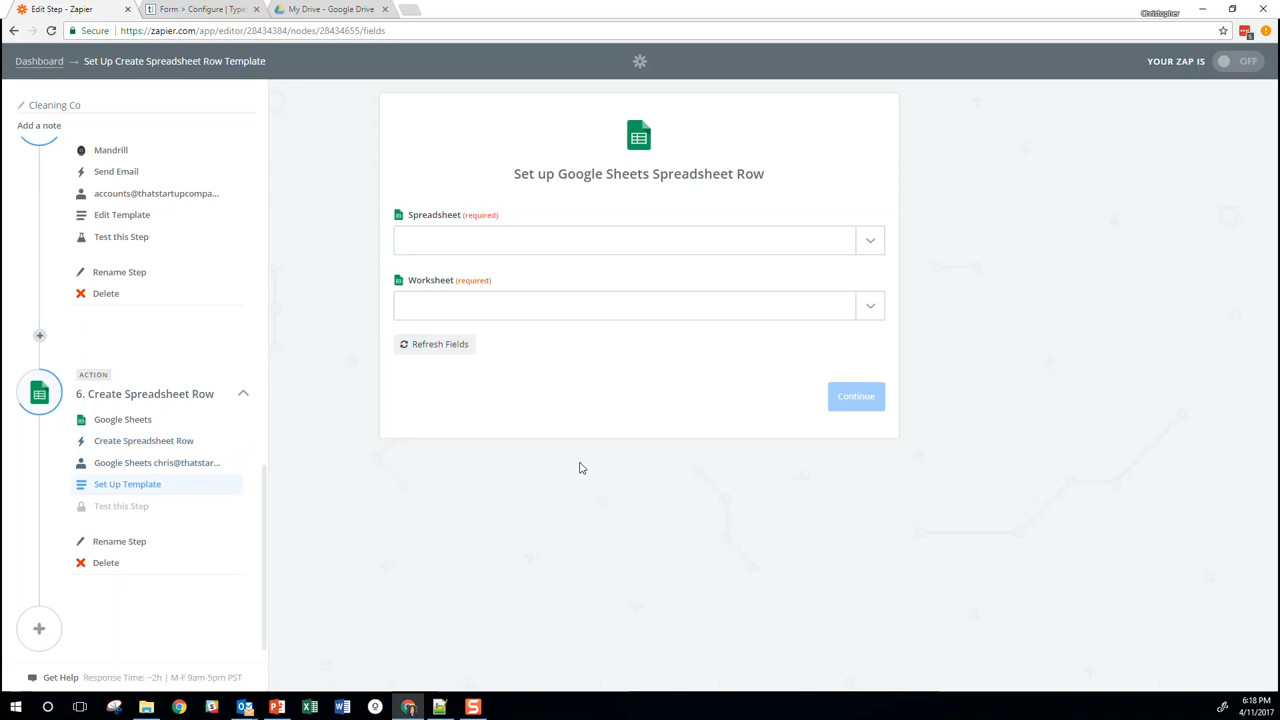 Edit Step - Zapier
Form > Configure | Type
My Drive - Google Drive
Christopher
Secure
https://zapier.com/app/editor/28434384/nodes/28434655/fields
Dashboard → Set Up Create Spreadsheet Row Template
YOUR ZAP IS
OFF
Cleaning Co
Add a note
Mandrill
Send Email
accounts@thatstartupcompa...
Edit Template
Test this Step
Rename Step
Delete
ACTION
6. Create Spreadsheet Row
Google Sheets
Create Spreadsheet Row
Google Sheets chris@thatstar...
Set Up Template
Test this Step
Rename Step
Delete
Get Help Response Time: ~2h | M-F 9am-5pm PST
Set up Google Sheets Spreadsheet Row
Spreadsheet (required)
Worksheet (required)
Refresh Fields
Continue
6:18 PM
4/11/2017